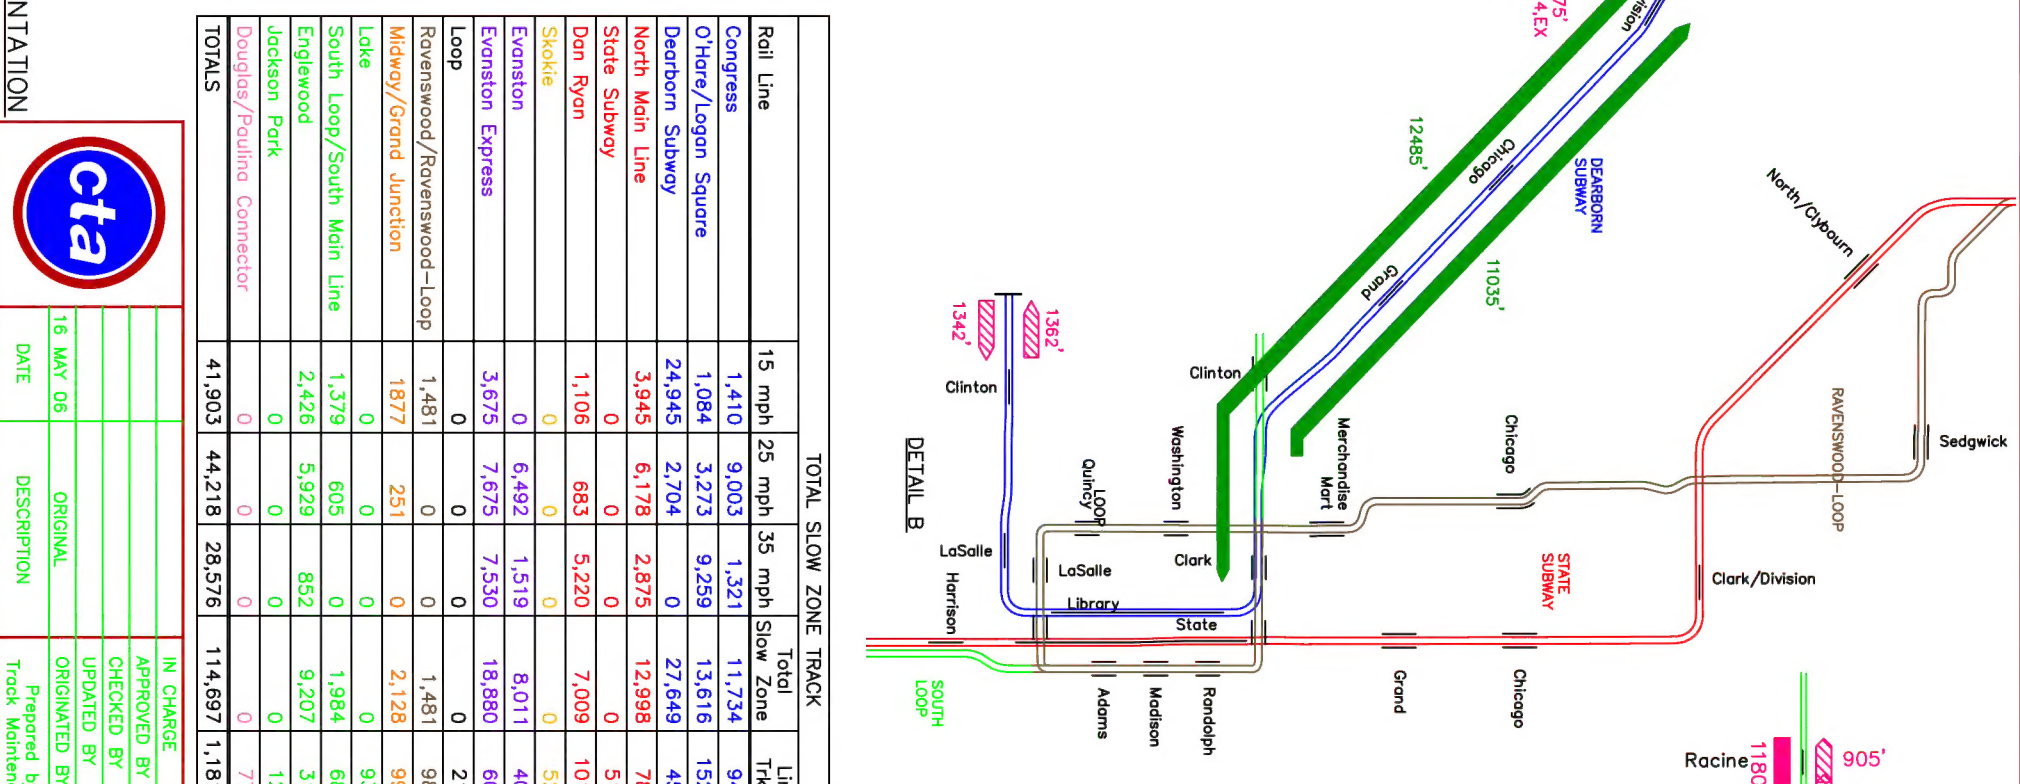 TOTAL SLOW ZONE TRACK
Rail Line 15 mph 25 mph 35 mph Total Slow Zone
Congress 1,410 9,003 1,321 11,734
O'Hare/Logan Square 1,084 3,273 9,259 13,616
Dearborn Subway 24,945 2,704 0 27,649
North Main Line 3,945 6,178 2,875 12,998
State Subway 0 0 0 0
Dan Ryan 1,106 683 5,220 7,009
Skokie 0 0 0 0
Evanston 0 6,492 1,519 8,011
Evanston Express 3,675 7,675 7,530 18,880
Loop 0 0 0 0
Ravenswood/Ravenswood-Loop 1,481 0 0 1,481
Midway/Grand Junction 1877 251 0 2,128
Lake 0 0 0 0
South Loop/South Main Line 1,379 605 0 1,984
Englewood 2,426 5,929 852 9,207
Jackson Park 0 0 0 0
Douglas/Paulina Connector 0 0 0 0
TOTALS 41,903 44,218 28,576 114,697
cta
16 MAY 06 ORIGINAL
DATE DESCRIPTION
IN CHARGE
APPROVED BY
CHECKED BY
UPDATED BY
ORIGINATED BY
Prepared
Track
75'
4,EX
12485'
Chicago
DEARBORN
SUBWAY
Grand
11035'
North/Clybourn
1362'
1342'
Clinton
Clinton
Merchandise
Mart
Chicago
RAVENSWOOD-LOOP
Sedgwick
DETAIL B
Quincy
LOOP
Washington
LaSalle
LaSalle
Clark
Harrison
Library
State
STATE
SUBWAY
Clark/Division
SOUTH
LOOP
Adams
Madison
Randolph
Grand
Chicago
Racine
905'